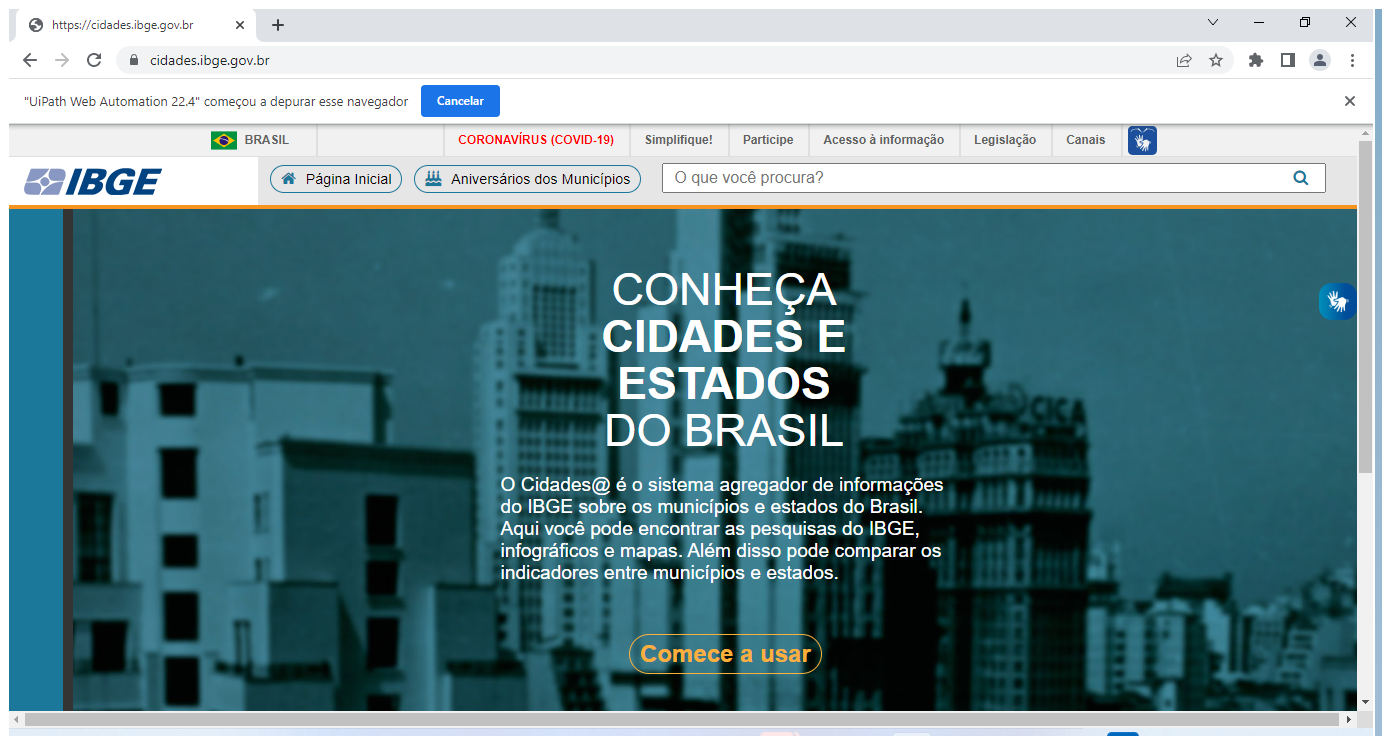 https://cidades.ibge.gov.br
cidades.ibge.gov.br
"UiPath Web Automation 22.4" começou a depurar esse navegador Cancelar
BRASIL CORONAVÍRUS (COVID-19) Simplifique! Participe Acesso à informação Legislação Canais
IBGE Página Inicial Aniversários dos Municípios O que você procura?
CONHEÇA
CIDADES E
ESTADOS
DO BRASIL
CICA
O Cidades@ é o sistema agregador de informações
do IBGE sobre os municípios e estados do Brasil.
Aqui você pode encontrar as pesquisas do IBGE,
infográficos e mapas. Além disso pode comparar os
indicadores entre municípios e estados.
Comece a usar